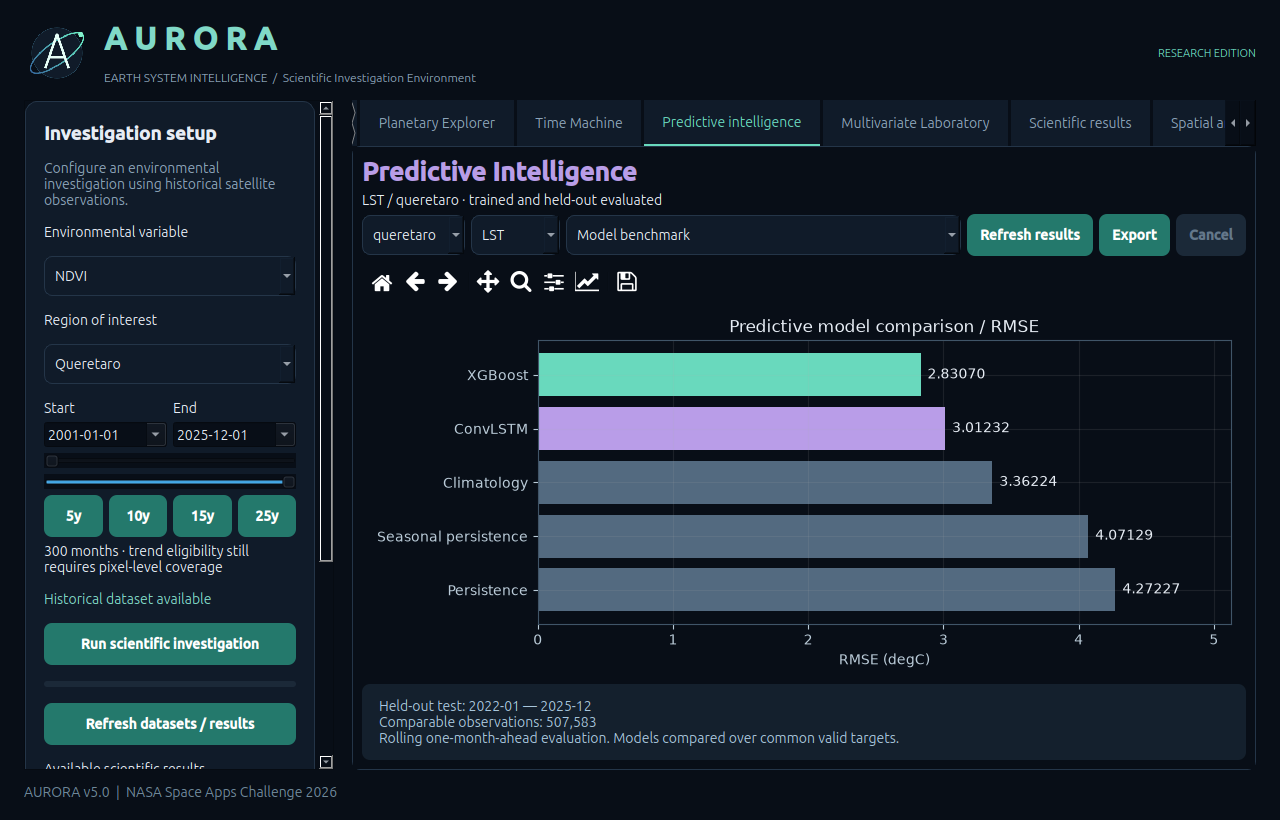 A
AURORA
EARTH SYSTEM INTELLIGENCE / Scientific Investigation Environment
RESEARCH EDITION
Investigation setup
Configure an environmental
investigation using historical satellite
observations.
Environmental variable
NDVI
Region of interest
Queretaro
Start End
2001-01-01 2025-12-01
5y 10y 15y 25y
300 months · trend eligibility still
requires pixel-level coverage
Historical dataset available
Run scientific investigation
Refresh datasets / results
Available scientific results
Planetary Explorer Time Machine Predictive intelligence Multivariate Laboratory Scientific results Spatial a
Predictive Intelligence
LST / queretaro · trained and held-out evaluated
queretaro LST Model benchmark Refresh results Export Cancel
Predictive model comparison / RMSE
XGBoost 2.83070
ConvLSTM 3.01232
Climatology 3.36224
Seasonal persistence 4.07129
Persistence 4.27227
0 1 2 3 4 5
RMSE (degC)
Held-out test: 2022-01 — 2025-12
Comparable observations: 507,583
Rolling one-month-ahead evaluation. Models compared over common valid targets.
AURORA v5.0 | NASA Space Apps Challenge 2026